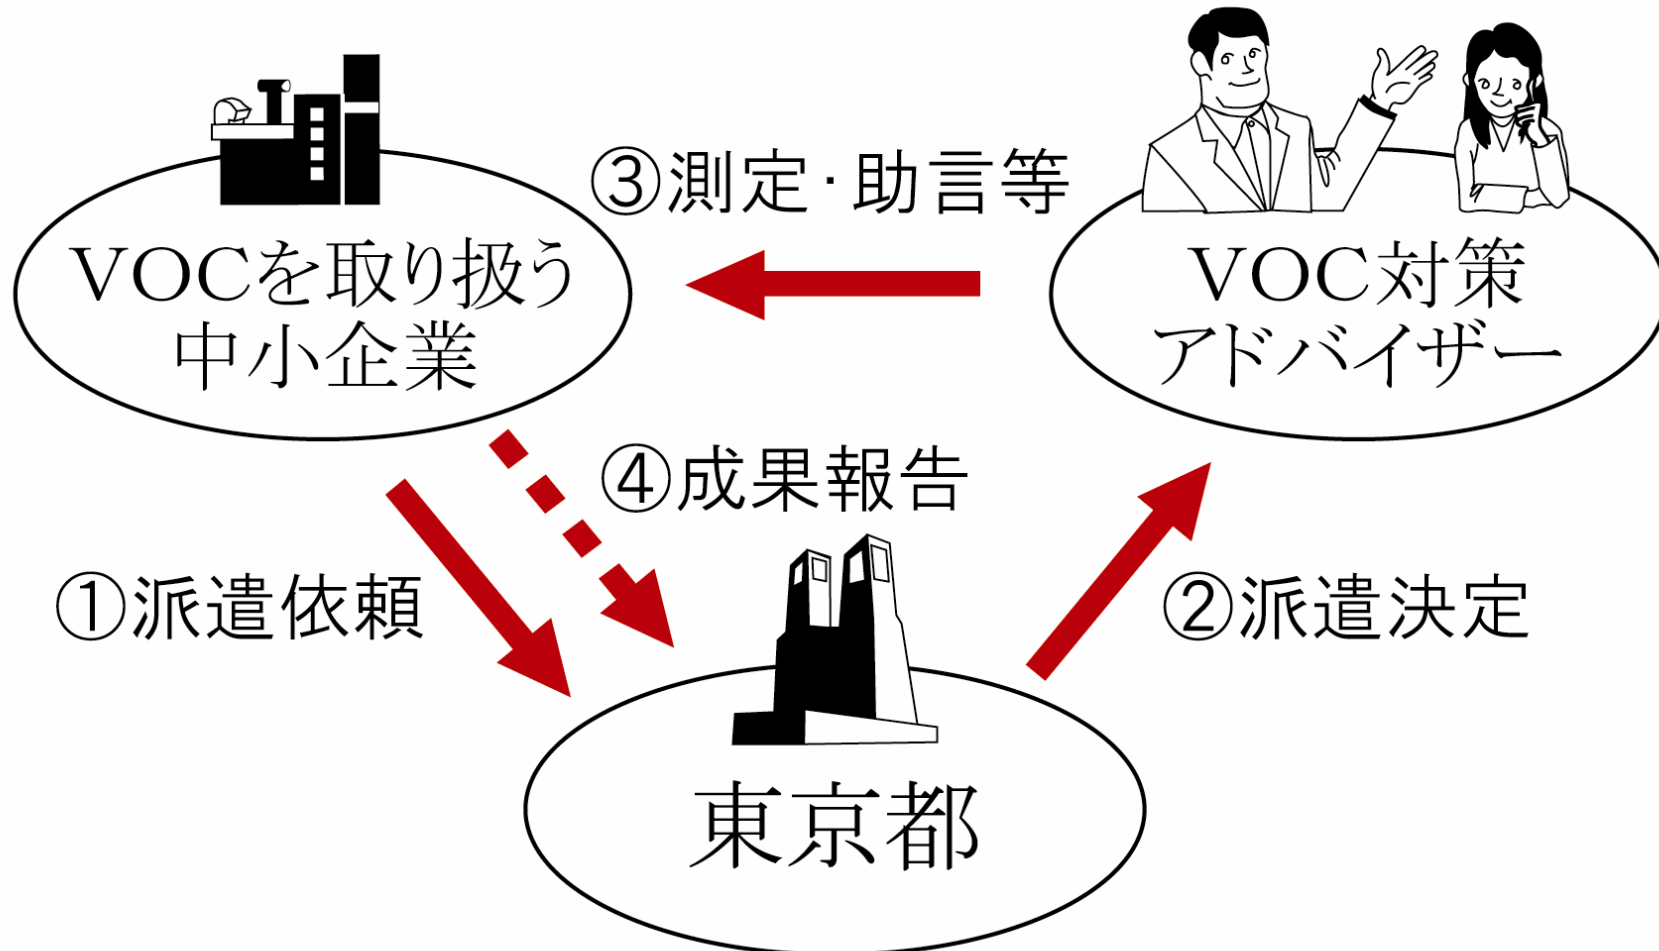 ③測定・助言等
VOCを取り扱う
中小企業
VOC対策
アドバイザー
④成果報告
①派遣依頼
②派遣決定
東京都